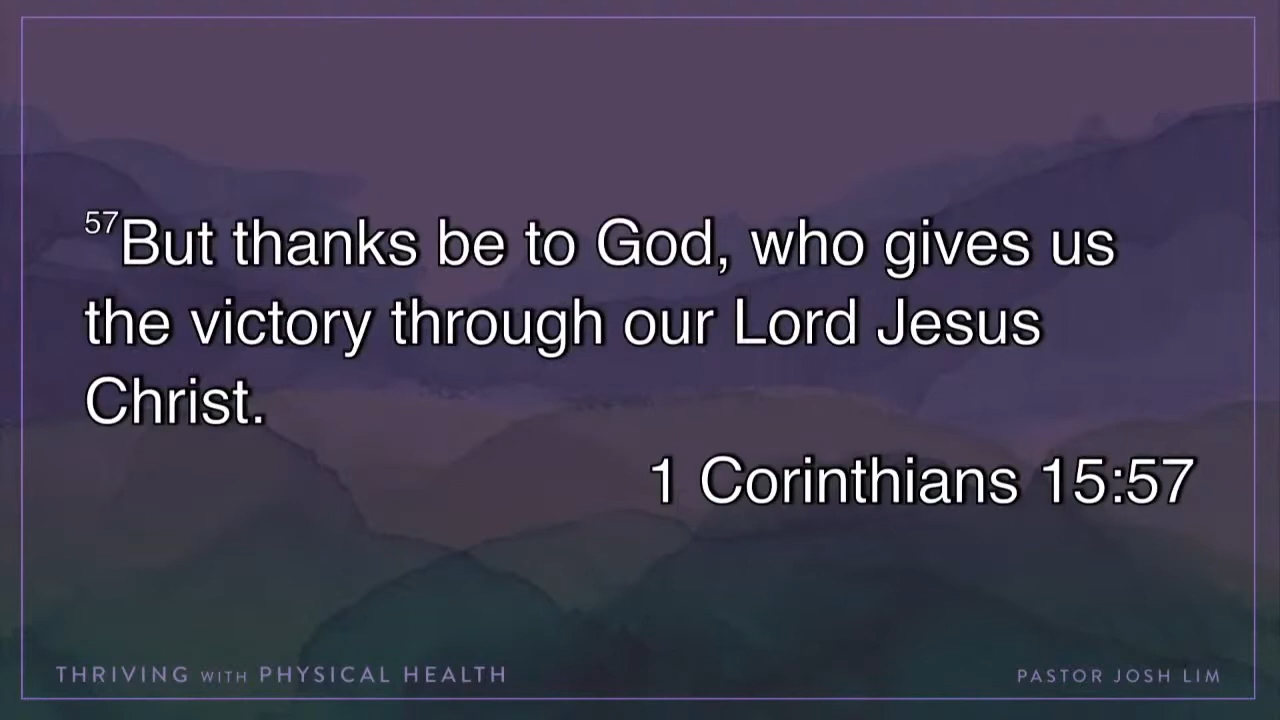 57But thanks be to God, who gives us
the victory through our Lord Jesus
Christ.
1 Corinthians 15:57
THRIVING WITH PHYSICAL HEALTH
PASTOR JOSH LIM